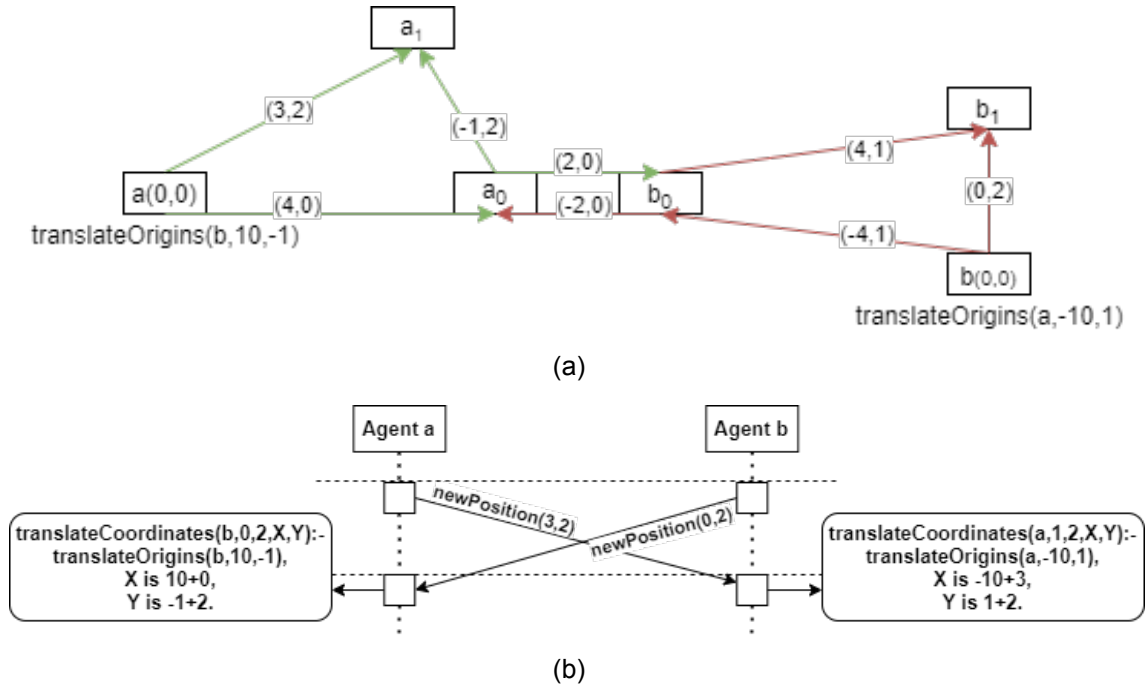 a₁
(3,2)
(-1,2)
b₁
(2,0)
(4,1)
a(0,0)
a₀
b₀
(0,2)
(4,0)
(-2,0)
(-4,1)
translateOrigins(b,10,-1)
b(0,0)
translateOrigins(a,-10,1)
(a)
Agent a
Agent b
newPosition(3,2)
newPosition(0,2)
translateCoordinates(b,0,2,X,Y):-
translateOrigins(b,10,-1),
X is 10+0,
Y is -1+2.
translateCoordinates(a,1,2,X,Y):-
translateOrigins(a,-10,1),
X is -10+3,
Y is 1+2.
(b)